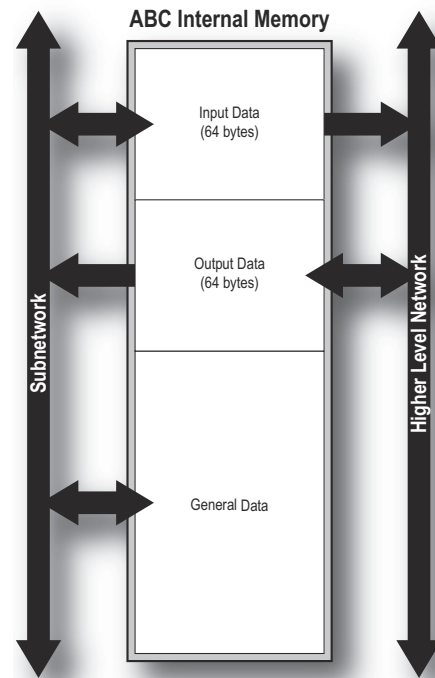 ABC Internal Memory
Input Data
(64 bytes)
Output Data
(64 bytes)
General Data
Subnetwork
Higher Level Network